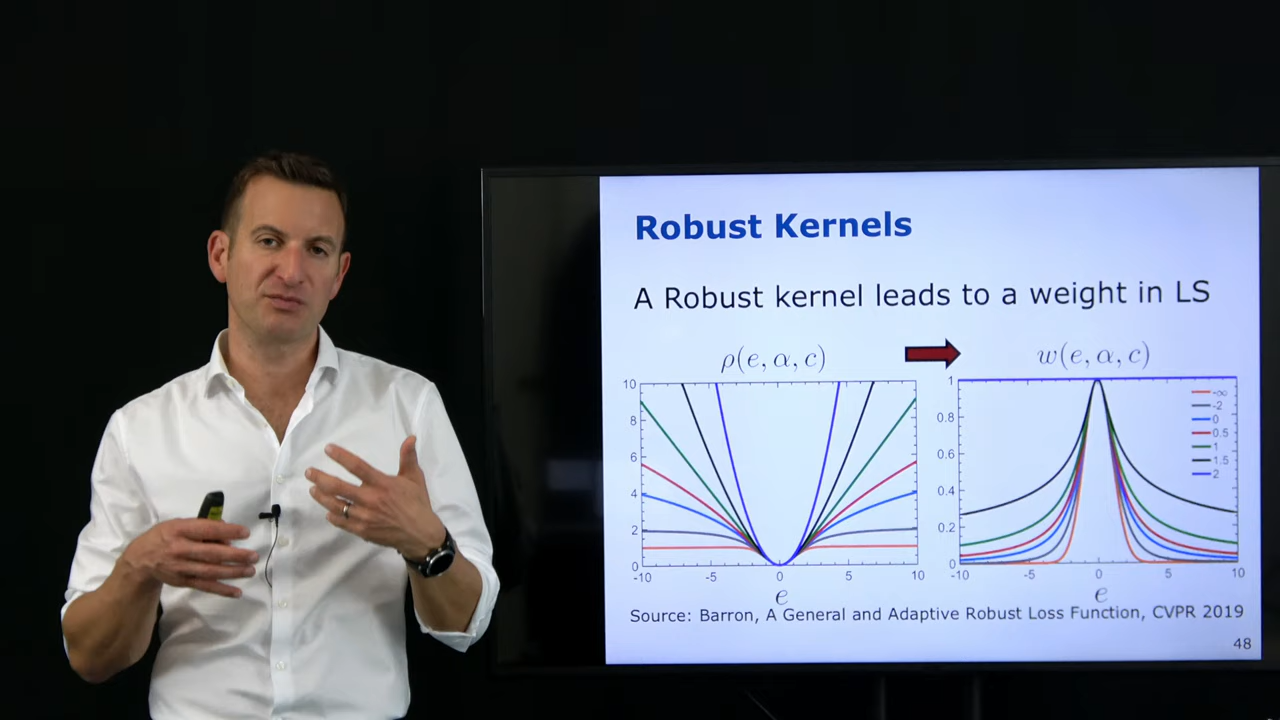 Robust Kernels
A Robust kernel leads to a weight in LS
ρ(e, α, c)
w(e, α, c)
10
8
6
4
2
0
-10 -5 0 5 10
e
1
0.8
0.6
0.4
0.2
0
-10 -5 0 5 10
e
-∞
-2
0
0.5
1
1.5
2
Source: Barron, A General and Adaptive Robust Loss Function, CVPR 2019
48